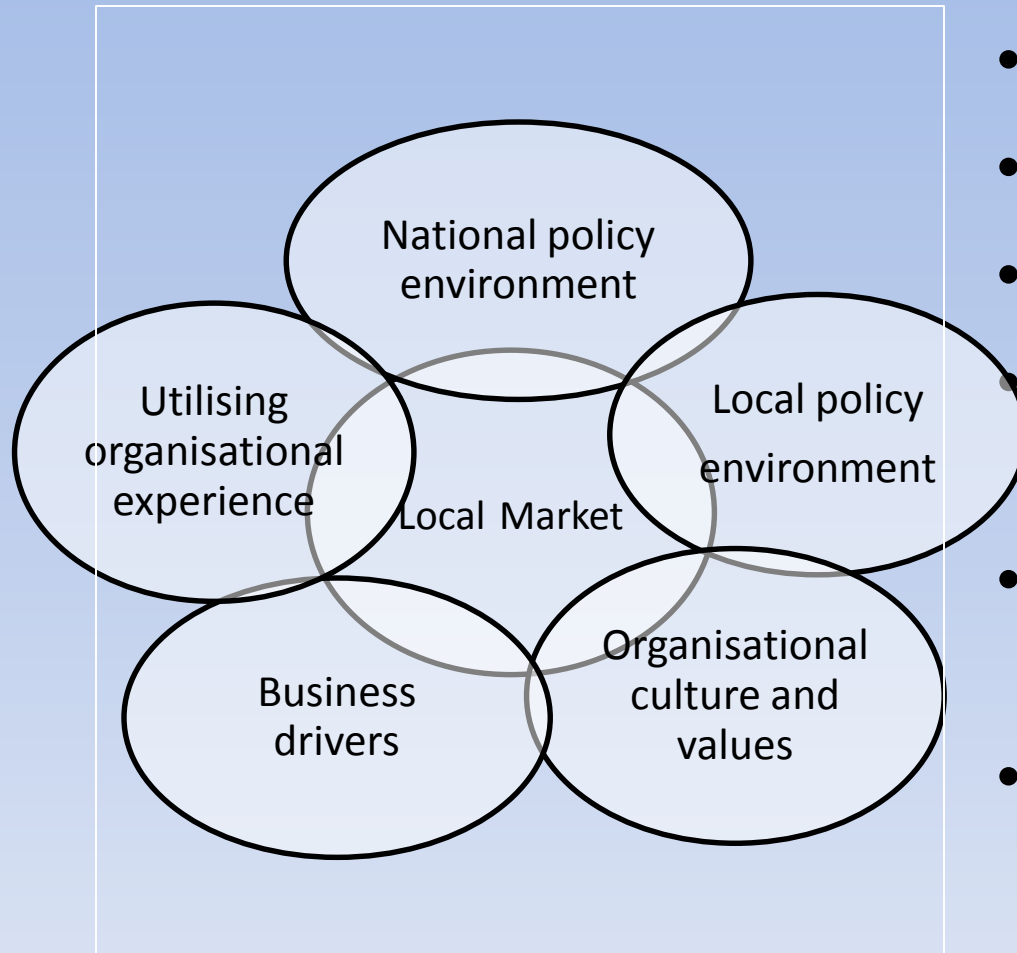 National policy
environment
Utilising
organisational
experience
Local policy
environment
Local Market
Organisational
culture and
values
Business
drivers